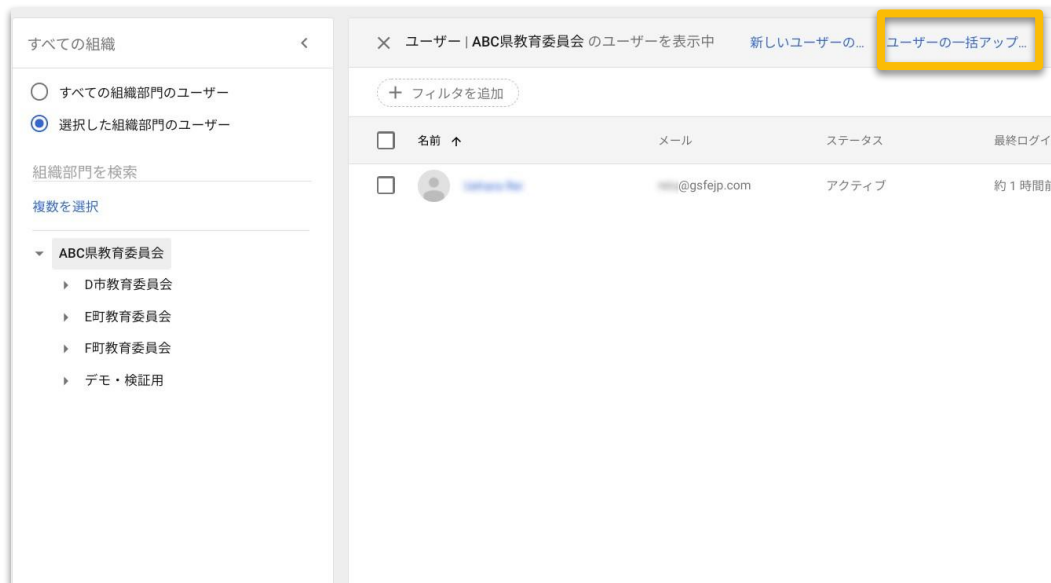 すべての組織
すべての組織部門のユーザー
選択した組織部門のユーザー
組織部門を検索
複数を選択
ABC県教育委員会
D市教育委員会
E町教育委員会
F町教育委員会
デモ・検証用
ユーザー | ABC県教育委員会 のユーザーを表示中 新しいユーザーの... ユーザーの一括アップ...
+ フィルタを追加
名前 メール ステータス 最終ログイ
@gsfejp.com アクティブ 約 1 時間前